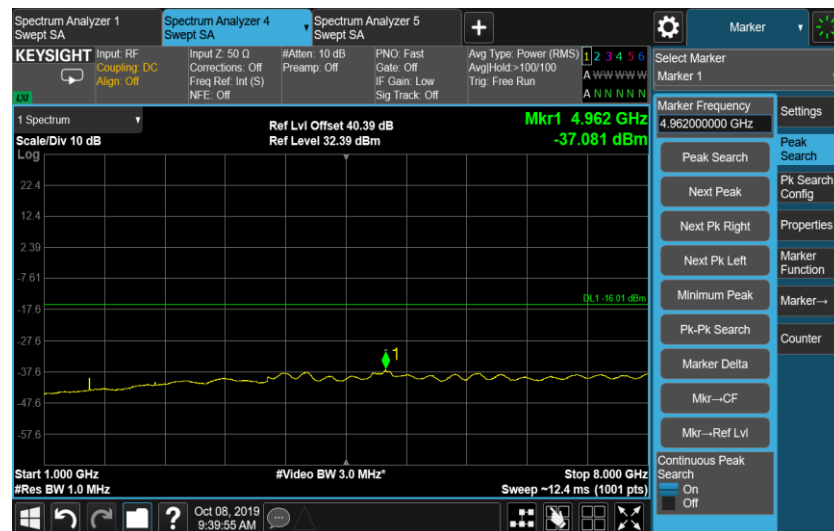 Spectrum Analyzer 1
Swept SA
Spectrum Analyzer 4
Swept SA
Spectrum Analyzer 5
Swept SA
+
Marker
KEYSIGHT
Input: RF
Coupling: DC
Align: Off
Input Z: 50 Ω
Corrections: Off
Freq Ref: Int (S)
NFE: Off
#Atten: 10 dB
Preamp: Off
PNO: Fast
Gate: Off
IF Gain: Low
Sig Track: Off
Avg Type: Power (RMS)
Avg|Hold:>100/100
Trig: Free Run
1 2 3 4 5 6
A W W W W W
A N N N N N
LXI
Select Marker
Marker 1
1 Spectrum
Scale/Div 10 dB
Log
Ref Lvl Offset 40.39 dB
Ref Level 32.39 dBm
Mkr1 4.962 GHz
-37.081 dBm
22.4
12.4
2.39
-7.61
-17.6
-27.6
-37.6
-47.6
-57.6
DL1 -16.01 dBm
1
Start 1.000 GHz
#Res BW 1.0 MHz
#Video BW 3.0 MHz*
Stop 8.000 GHz
Sweep ~12.4 ms (1001 pts)
Marker Frequency
4.962000000 GHz
Peak Search
Next Peak
Next Pk Right
Next Pk Left
Minimum Peak
Pk-Pk Search
Marker Delta
Mkr→CF
Mkr→Ref Lvl
Continuous Peak
Search
On
Off
Settings
Peak
Search
Pk Search
Config
Properties
Marker
Function
Marker→
Counter
?
Oct 08, 2019
9:39:55 AM